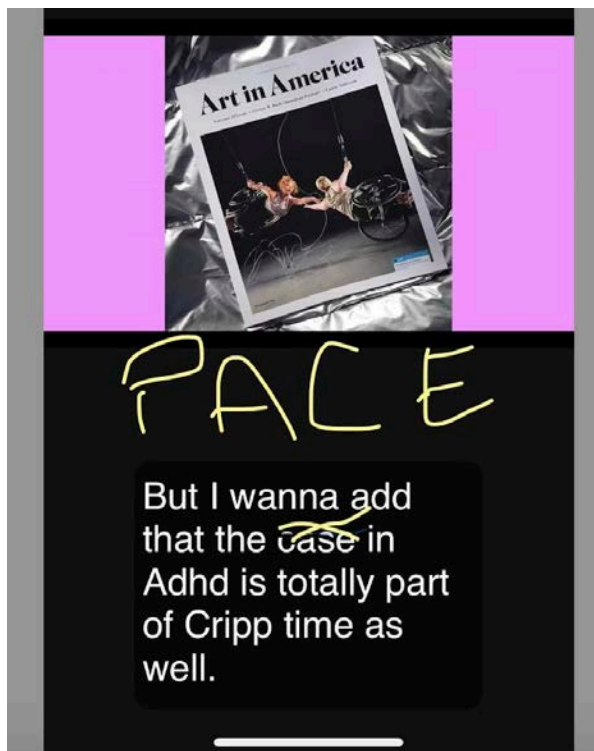 Art in America
PACE
But I wanna add
that the case in
Adhd is totally part
of Cripp time as
well.